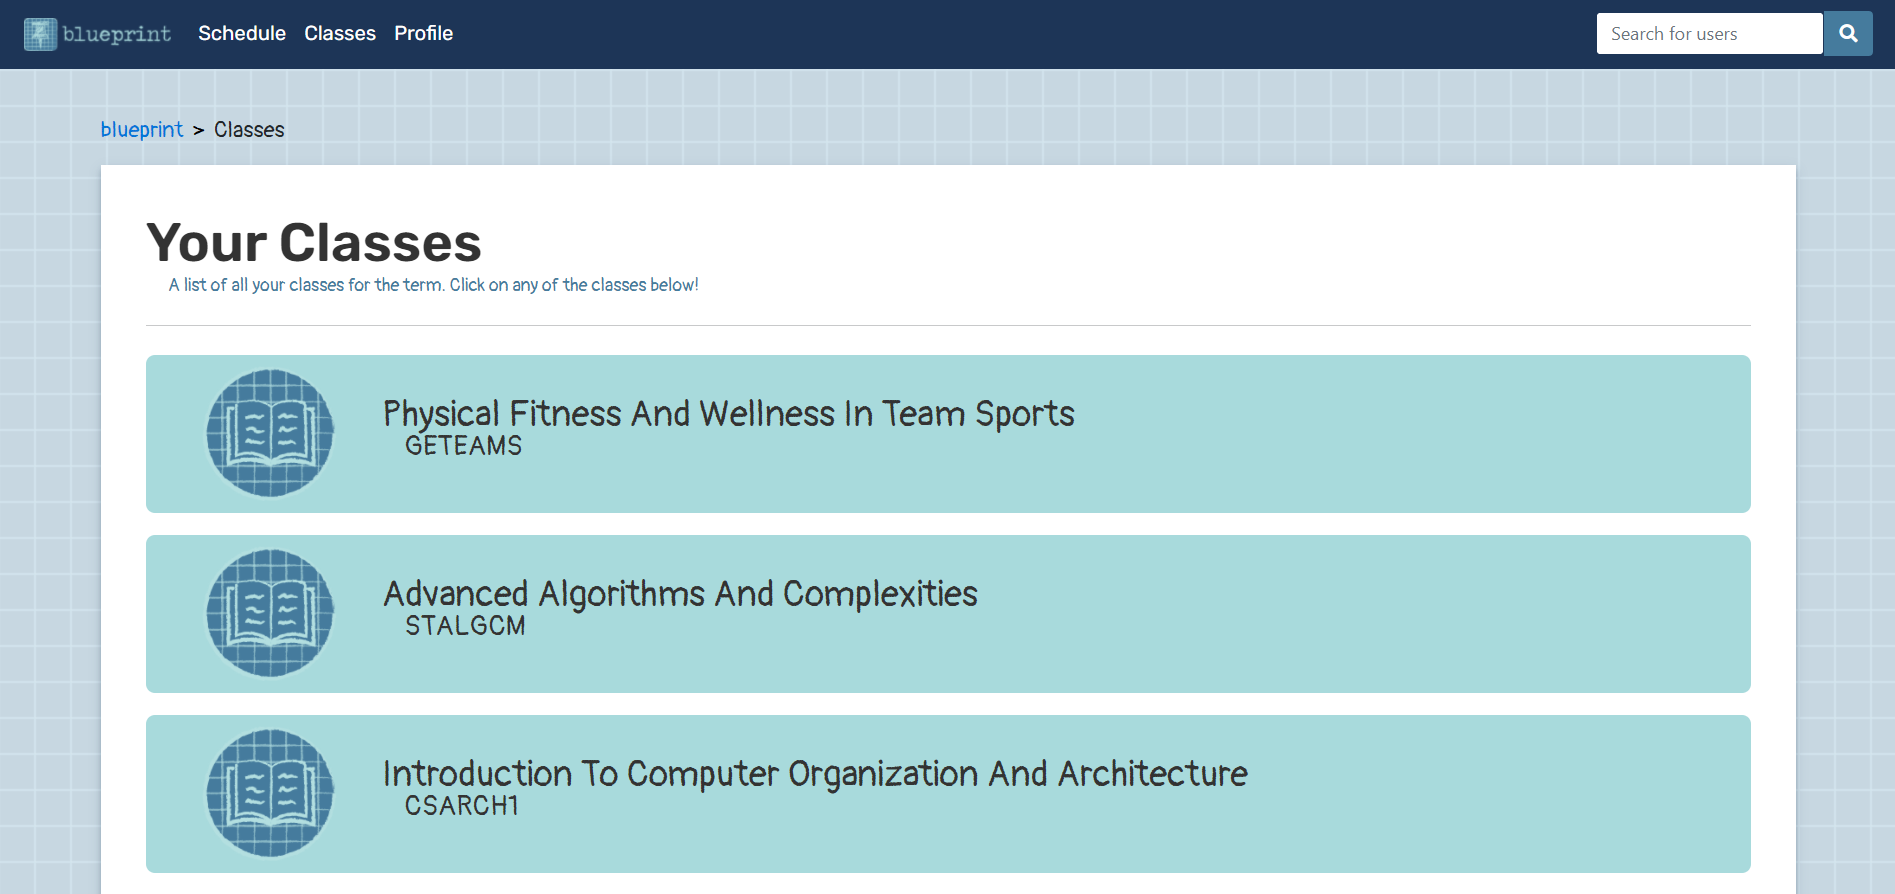 blueprint Schedule Classes Profile Search for users
blueprint > Classes
Your Classes
A list of all your classes for the term. Click on any of the classes below!
Physical Fitness And Wellness In Team Sports
GETEAMS
Advanced Algorithms And Complexities
STALGCM
Introduction To Computer Organization And Architecture
CSARCH1